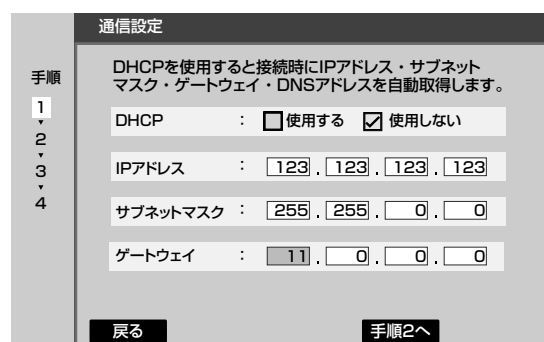 通信設定
手順
1
2
3
4
DHCPを使用すると接続時にIPアドレス・サブネット
マスク・ゲートウェイ・DNSアドレスを自動取得します。
DHCP : 使用する 使用しない
IPアドレス : 123 . 123 . 123 . 123
サブネットマスク : 255 . 255 . 0 . 0
ゲートウェイ : 11 . 0 . 0 . 0
戻る 手順2へ